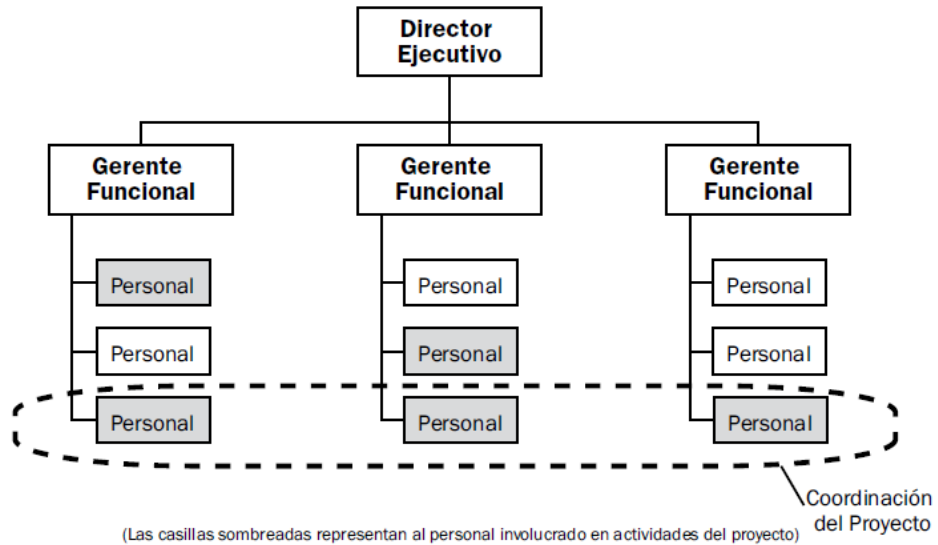 Director
Ejecutivo
Gerente
Funcional
Gerente
Funcional
Gerente
Funcional
Personal
Personal
Personal
Personal
Personal
Personal
Personal
Personal
Personal
Coordinación
del Proyecto
(Las casillas sombreadas representan al personal involucrado en actividades del proyecto)